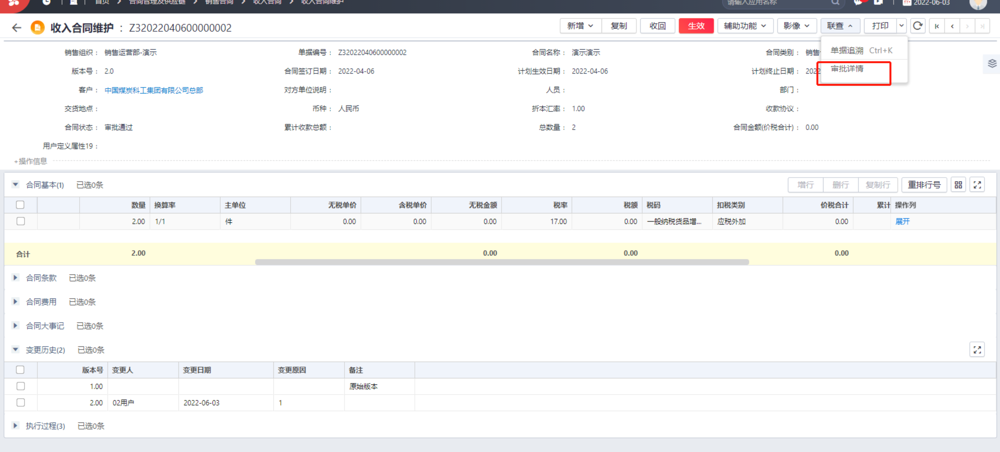 首页 > 合同管理及供应链 > 销售合同 > 收入合同 > 收入合同维护 请输入应用名称 2022-06-03
收入合同维护 : Z32022040600000002 新增 复制 收回 生效 辅助功能 影像 联查 打印
单据追溯 Ctrl+K
审批详情
销售组织: 销售运营部-演示 单据编号: Z32022040600000002 合同名称: 演示演示 合同类别: 销售
版本号: 2.0 合同签订日期: 2022-04-06 计划生效日期: 2022-04-06 计划终止日期: 2022
客户: 中国煤炭科工集团有限公司总部 对方单位说明: 人员: 部门:
交货地点: 币种: 人民币 折本汇率: 1.00 收款协议:
合同状态: 审批通过 累计收款总额: 总数量: 2 合同金额(价税合计): 0.00
用户定义属性19:
+操作信息
合同基本(1) 已选0条 增行 删行 复制行 重排行号
数量 换算率 主单位 无税单价 含税单价 无税金额 税率 税额 税码 扣税类别 价税合计 累计 操作列
2.00 1/1 件 0.00 0.00 0.00 17.00 0.00 一般纳税货品增... 应税外加 0.00 展开
合计 2.00 0.00 0.00 0.00
合同条款 已选0条
合同费用 已选0条
合同大事记 已选0条
变更历史(2) 已选0条
版本号 变更人 变更日期 变更原因 备注
1.00 原始版本
2.00 02用户 2022-06-03 1
执行过程(3) 已选0条